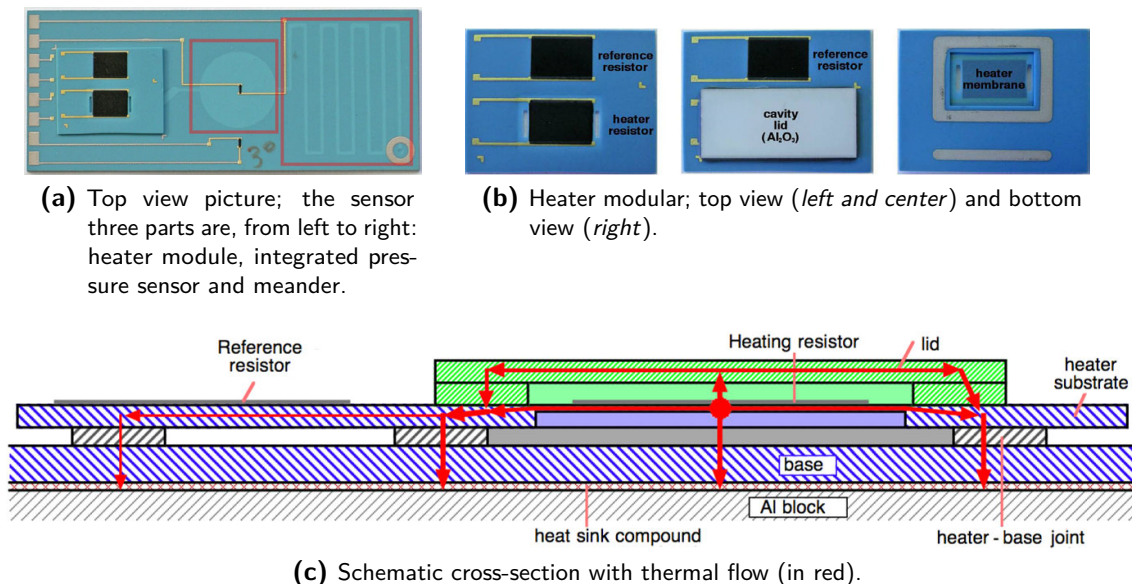 3°
(a) Top view picture; the sensor
three parts are, from left to right:
heater module, integrated pres-
sure sensor and meander.
reference
resistor
heater
resistor
reference
resistor
cavity
lid
(Al₂O₃)
heater
membrane
(b) Heater modular; top view (left and center) and bottom
view (right).
Reference
resistor
Heating resistor
lid
heater
substrate
base
Al block
heat sink compound
heater - base joint
(c) Schematic cross-section with thermal flow (in red).